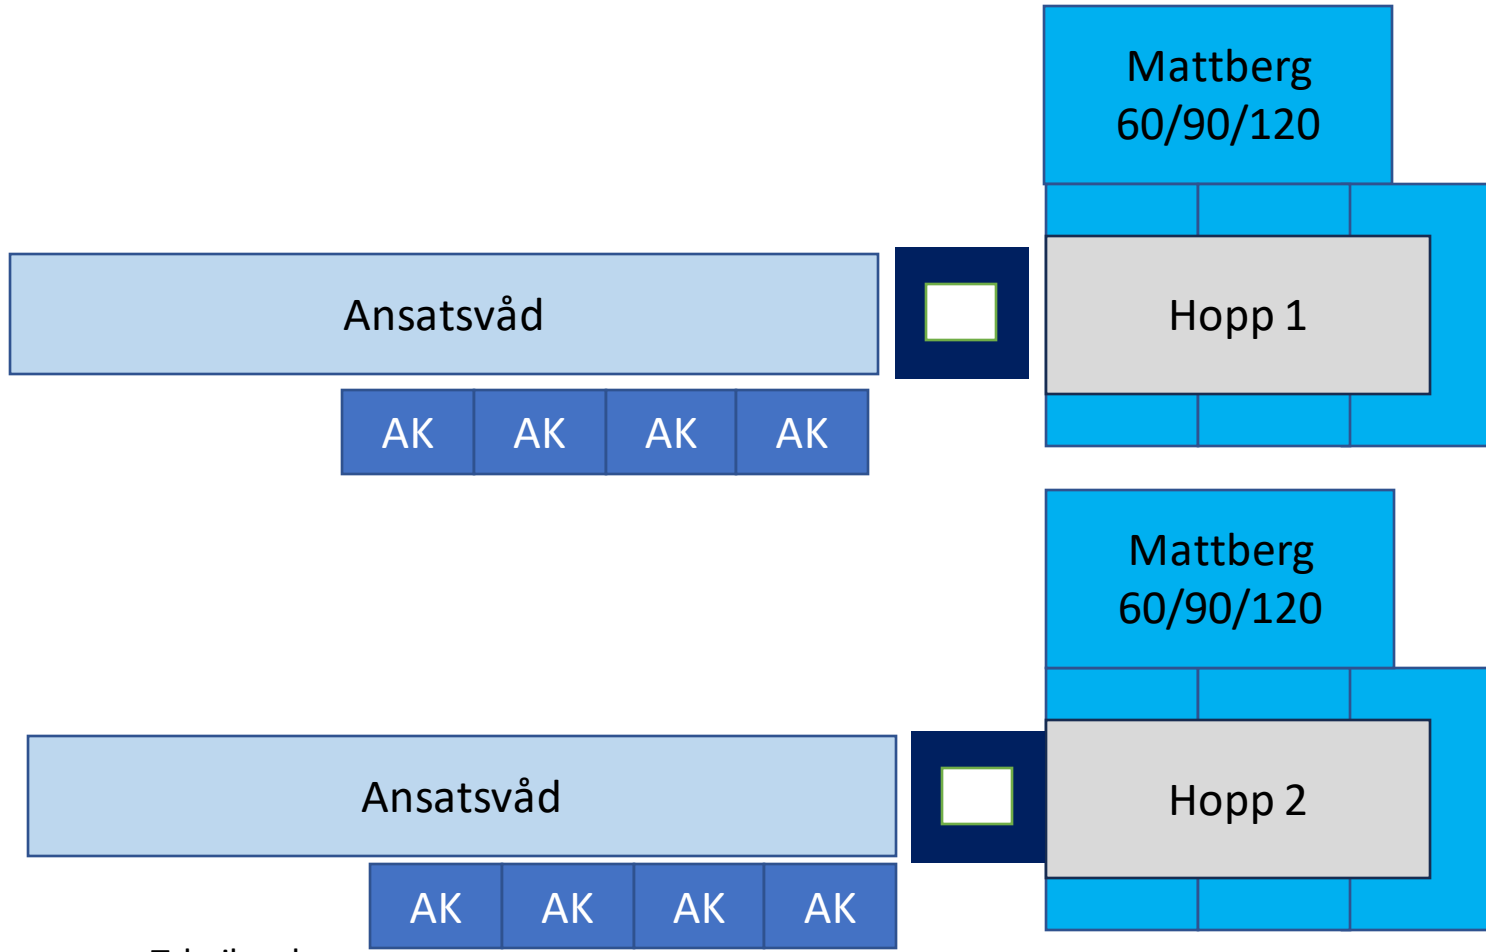 Mattberg
60/90/120
Ansatsvåd
Hopp 1
AK AK AK AK
Mattberg
60/90/120
Ansatsvåd
Hopp 2
AK AK AK AK